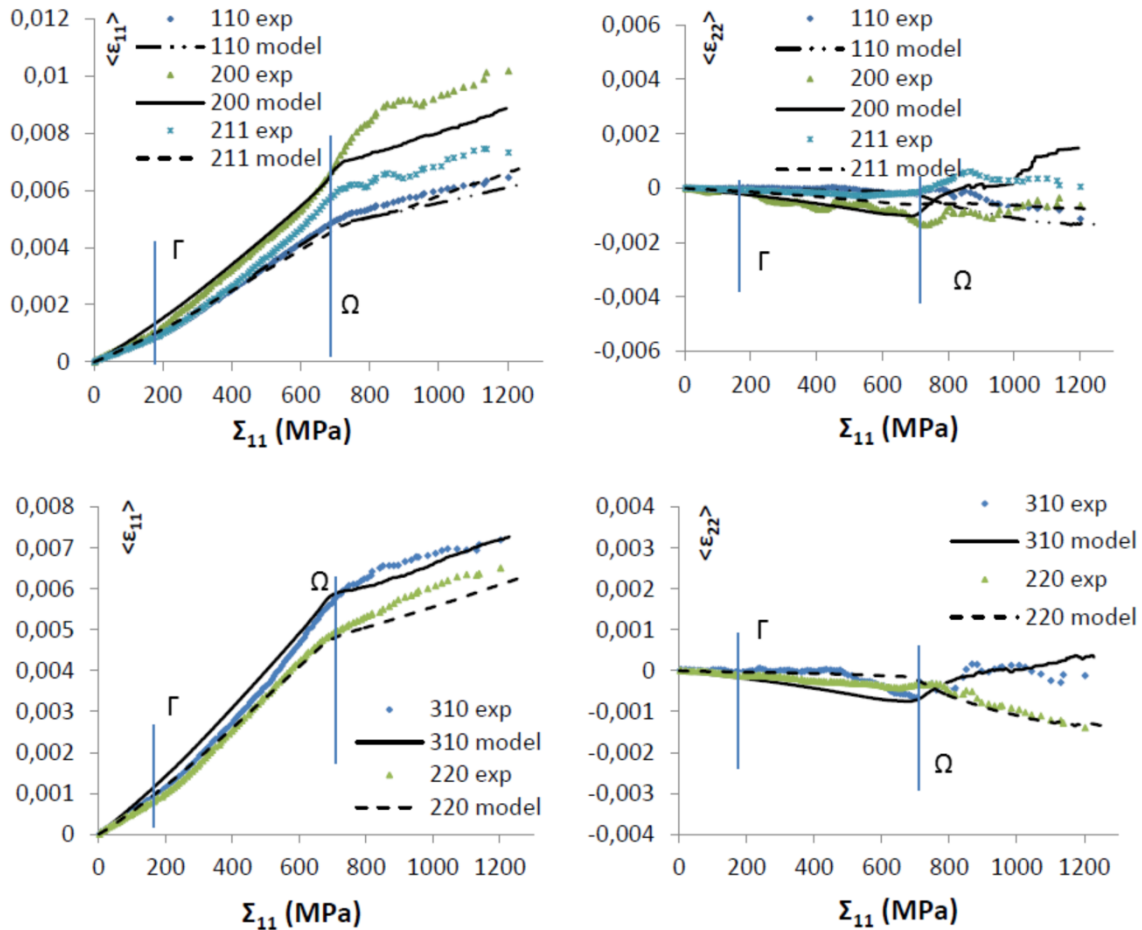 0,012
0,01
0,008
0,006
0,004
0,002
0
<ε11>
110 exp
110 model
200 exp
200 model
211 exp
211 model
Γ
Ω
0 200 400 600 800 1000 1200
Σ11 (MPa)
0,006
0,004
0,002
0
-0,002
-0,004
-0,006
<ε22>
110 exp
110 model
200 exp
200 model
211 exp
211 model
Γ
Ω
0 200 400 600 800 1000 1200
Σ11 (MPa)
0,008
0,007
0,006
0,005
0,004
0,003
0,002
0,001
0
<ε11>
Ω
Γ
310 exp
310 model
220 exp
220 model
0 200 400 600 800 1000 1200
Σ11 (MPa)
0,004
0,003
0,002
0,001
0
-0,001
-0,002
-0,003
-0,004
<ε22>
310 exp
310 model
220 exp
220 model
Γ
Ω
0 200 400 600 800 1000 1200
Σ11 (MPa)